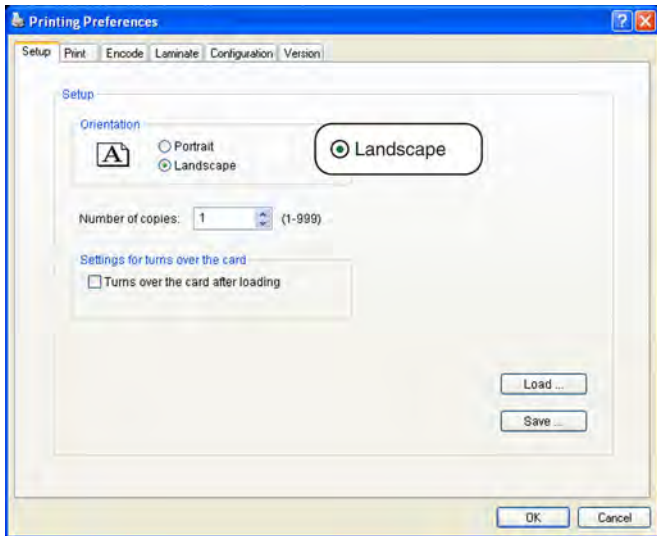 Printing Preferences
Setup Print Encode Laminate Configuration Version
Setup
Orientation
A
Portrait
Landscape
Landscape
Number of copies: 1 (1-999)
Settings for turns over the card
Turns over the card after loading
Load ...
Save ...
OK Cancel